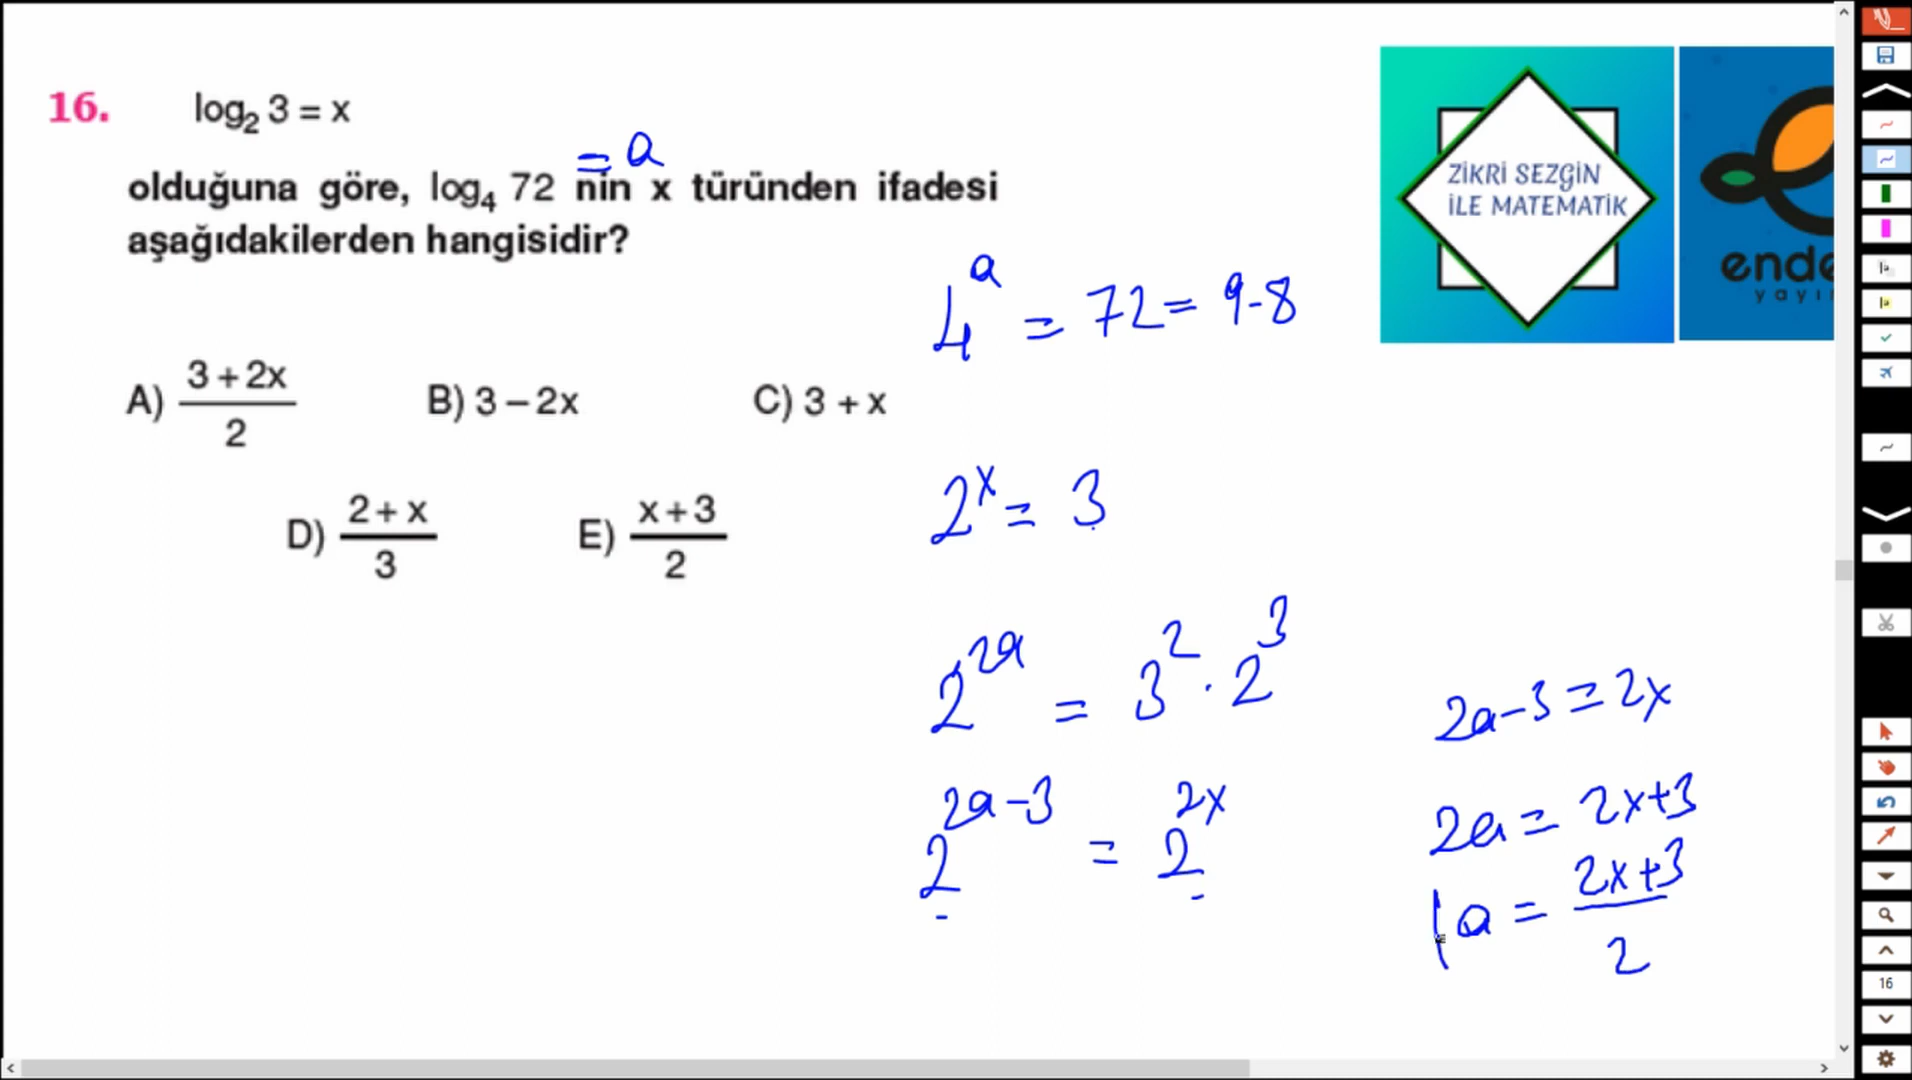 16. log₂ 3 = x
= a
olduğuna göre, log₄ 72 nin x türünden ifadesi
aşağıdakilerden hangisidir?
A) (3 + 2x)/2 B) 3 – 2x C) 3 + x
D) (2 + x)/3 E) (x + 3)/2
ZİKRİ SEZGİN
İLE MATEMATİK
4^a = 72 = 9·8
2^x = 3
2^(2a) = 3^2 · 2^3
2^(2a-3) = 2^(2x)
2a-3 = 2x
2a = 2x+3
a = (2x+3)/2
16